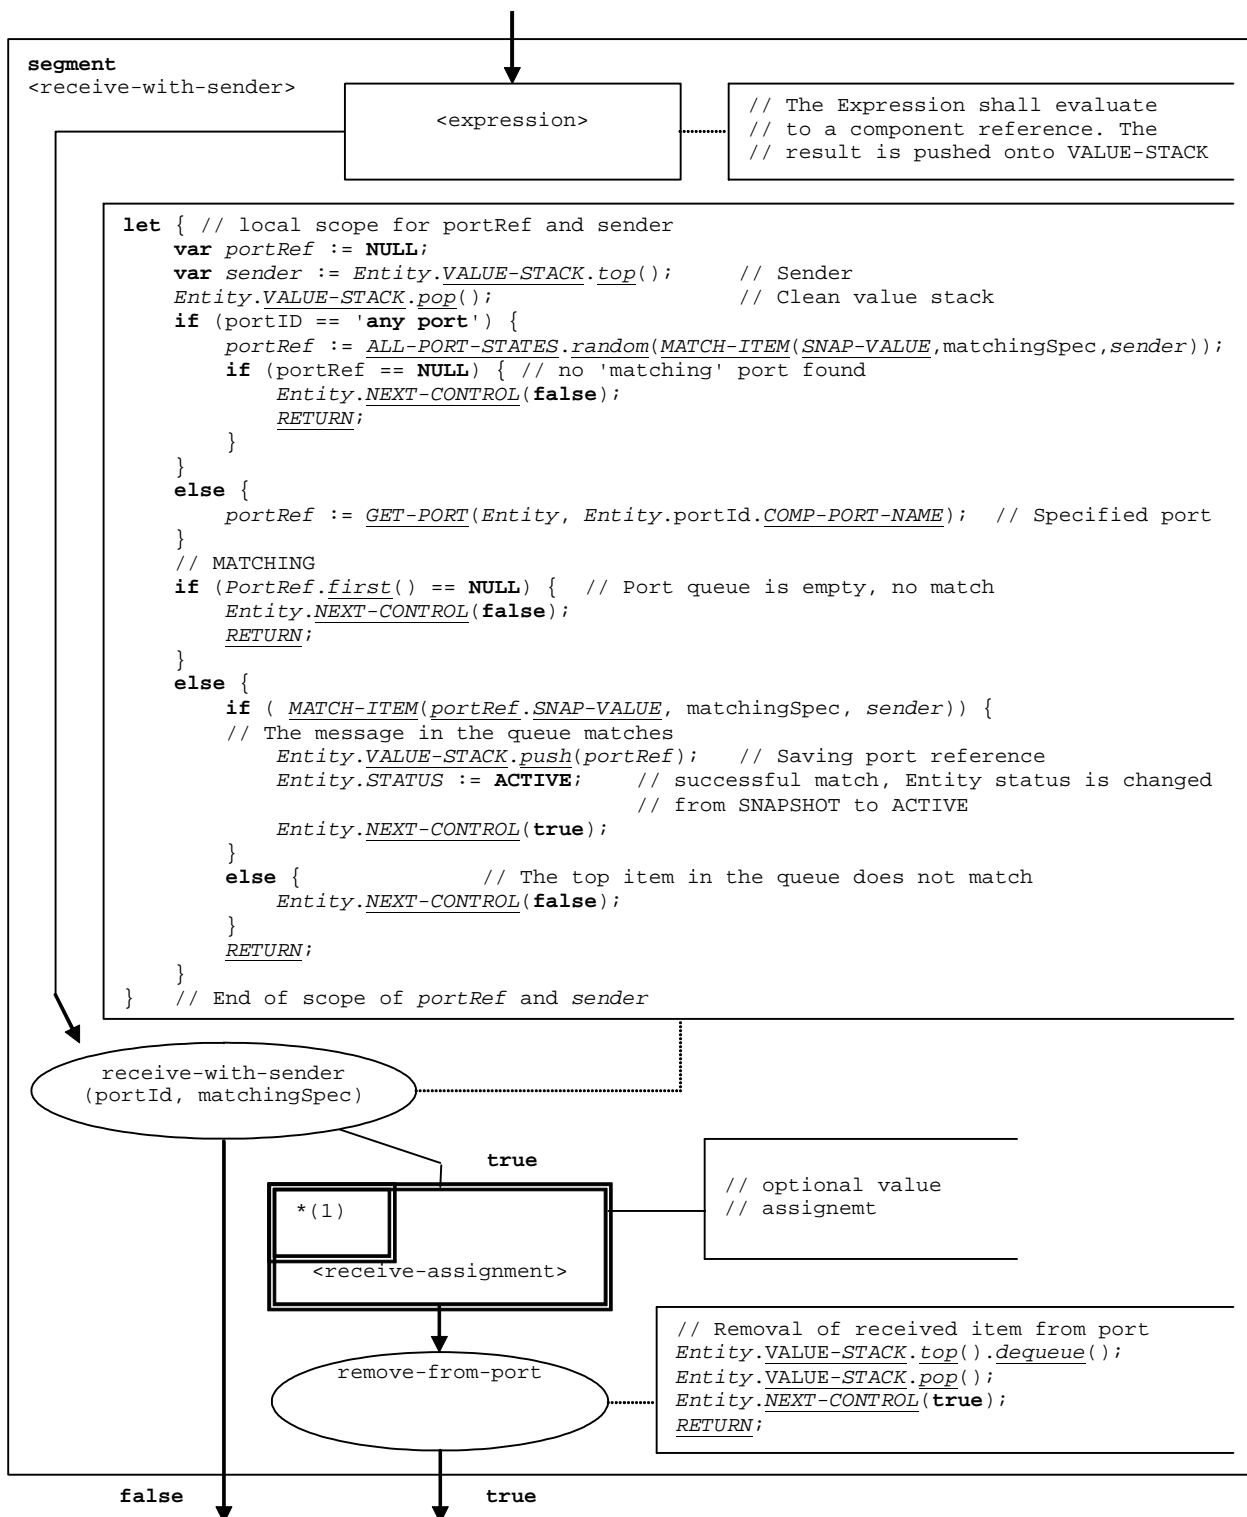 segment
<receive-with-sender>
<expression>
// The Expression shall evaluate
// to a component reference. The
// result is pushed onto VALUE-STACK
let { // local scope for portRef and sender
var portRef := NULL;
var sender := Entity.VALUE-STACK.top(); // Sender
Entity.VALUE-STACK.pop(); // Clean value stack
if (portID == 'any port') {
portRef := ALL-PORT-STATES.random(MATCH-ITEM(SNAP-VALUE,matchingSpec,sender));
if (portRef == NULL) { // no 'matching' port found
Entity.NEXT-CONTROL(false);
RETURN;
}
}
else {
portRef := GET-PORT(Entity, Entity.portId.COMP-PORT-NAME); // Specified port
}
// MATCHING
if (PortRef.first() == NULL) { // Port queue is empty, no match
Entity.NEXT-CONTROL(false);
RETURN;
}
else {
if ( MATCH-ITEM(portRef.SNAP-VALUE, matchingSpec, sender)) {
// The message in the queue matches
Entity.VALUE-STACK.push(portRef); // Saving port reference
Entity.STATUS := ACTIVE; // successful match, Entity status is changed
// from SNAPSHOT to ACTIVE
Entity.NEXT-CONTROL(true);
}
else { // The top item in the queue does not match
Entity.NEXT-CONTROL(false);
}
RETURN;
}
} // End of scope of portRef and sender
receive-with-sender
(portId, matchingSpec)
true
*(1)
<receive-assignment>
// optional value
// assignemt
remove-from-port
// Removal of received item from port
Entity.VALUE-STACK.top().dequeue();
Entity.VALUE-STACK.pop();
Entity.NEXT-CONTROL(true);
RETURN;
false
true